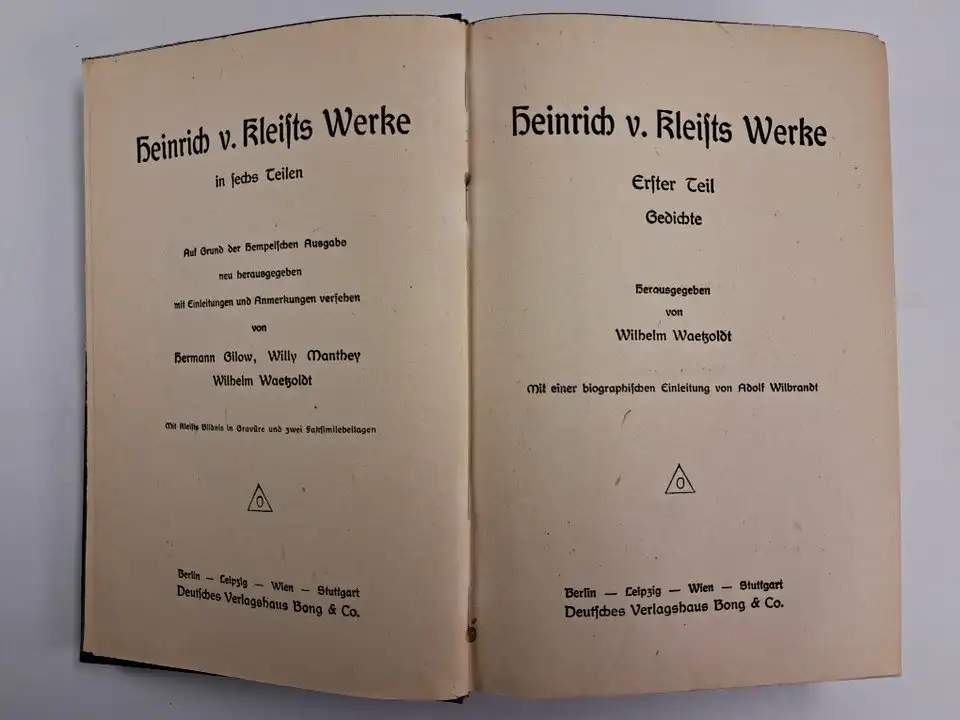 Heinrich v. Kleiſts Werke
in ſechs Teilen
Auf Grund der Hempelſchen Ausgabe
neu herausgegeben
mit Einleitungen und Anmerkungen verſehen
von
Hermann Gilow, Willy Manthey
Wilhelm Waetzoldt
Mit Kleiſts Bildnis in Gravüre und zwei Fakſimilebeilagen
O
Berlin — Leipzig — Wien — Stuttgart
Deutſches Verlagshaus Bong & Co.
Heinrich v. Kleiſts Werke
Erſter Teil
Gedichte
Herausgegeben
von
Wilhelm Waetzoldt
Mit einer biographiſchen Einleitung von Adolf Wilbrandt
O
Berlin — Leipzig — Wien — Stuttgart
Deutſches Verlagshaus Bong & Co.